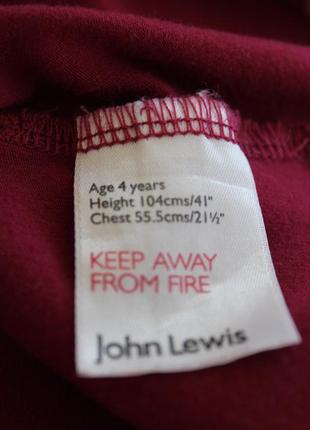 Age 4 years
Height 104cms/41"
Chest 55.5cms/21½"
KEEP AWAY
FROM FIRE
John Lewis